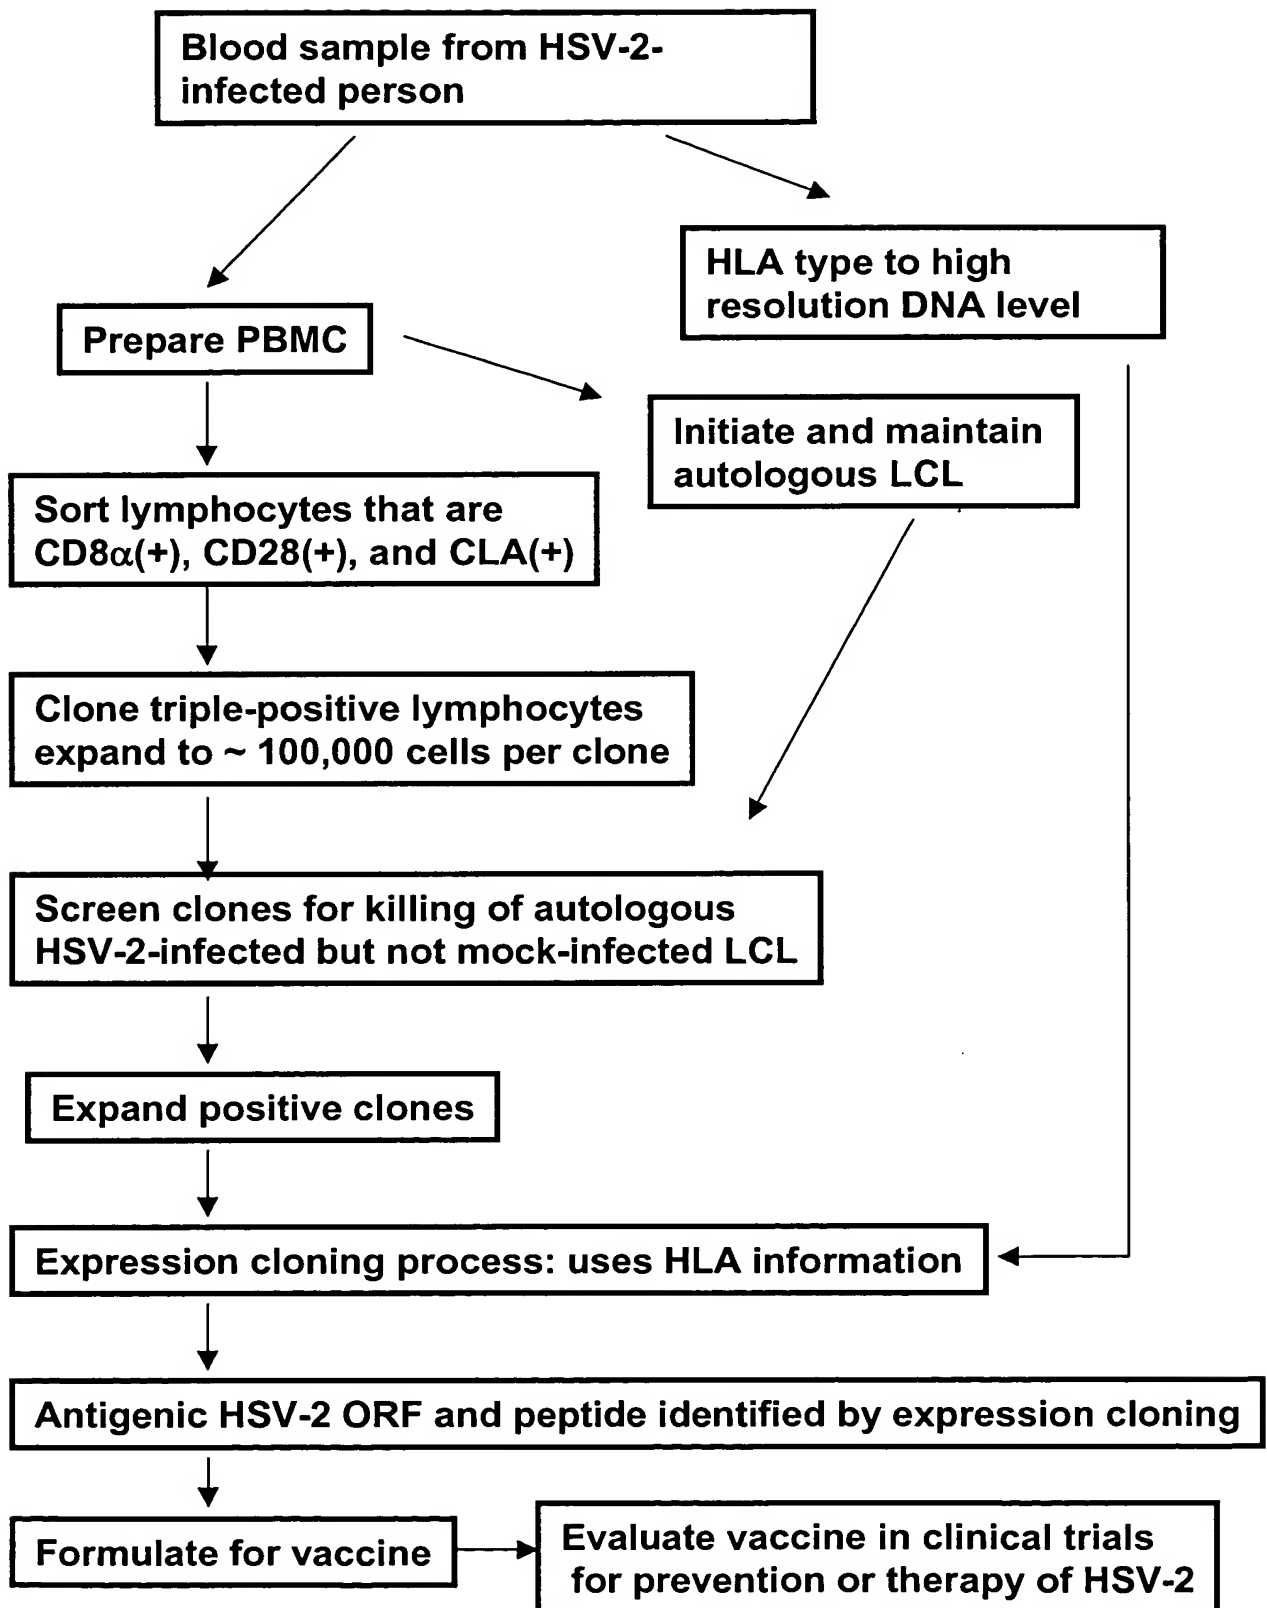 Blood sample from HSV-2-
infected person
HLA type to high
resolution DNA level
Prepare PBMC
Initiate and maintain
autologous LCL
Sort lymphocytes that are
CD8α(+), CD28(+), and CLA(+)
Clone triple-positive lymphocytes
expand to ~ 100,000 cells per clone
Screen clones for killing of autologous
HSV-2-infected but not mock-infected LCL
Expand positive clones
Expression cloning process: uses HLA information
Antigenic HSV-2 ORF and peptide identified by expression cloning
Formulate for vaccine
Evaluate vaccine in clinical trials
for prevention or therapy of HSV-2